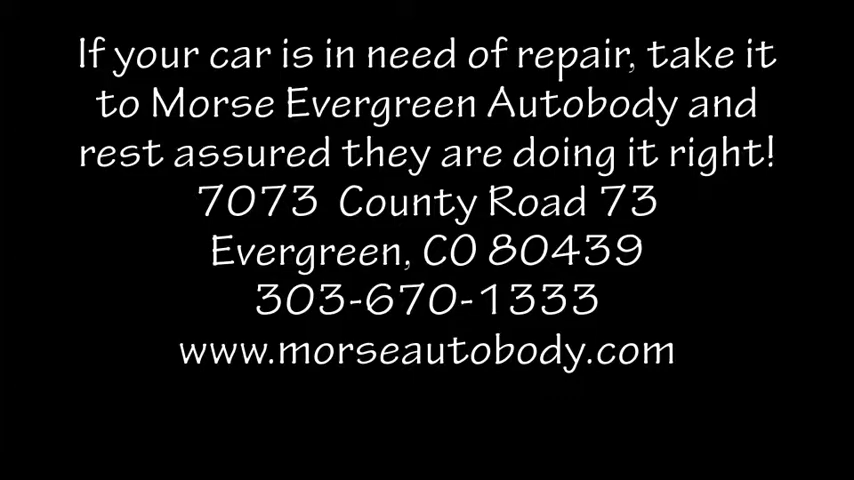 If your car is in need of repair, take it
to Morse Evergreen Autobody and
rest assured they are doing it right!
7073 County Road 73
Evergreen, CO 80439
303-670-1333
www.morseautobody.com